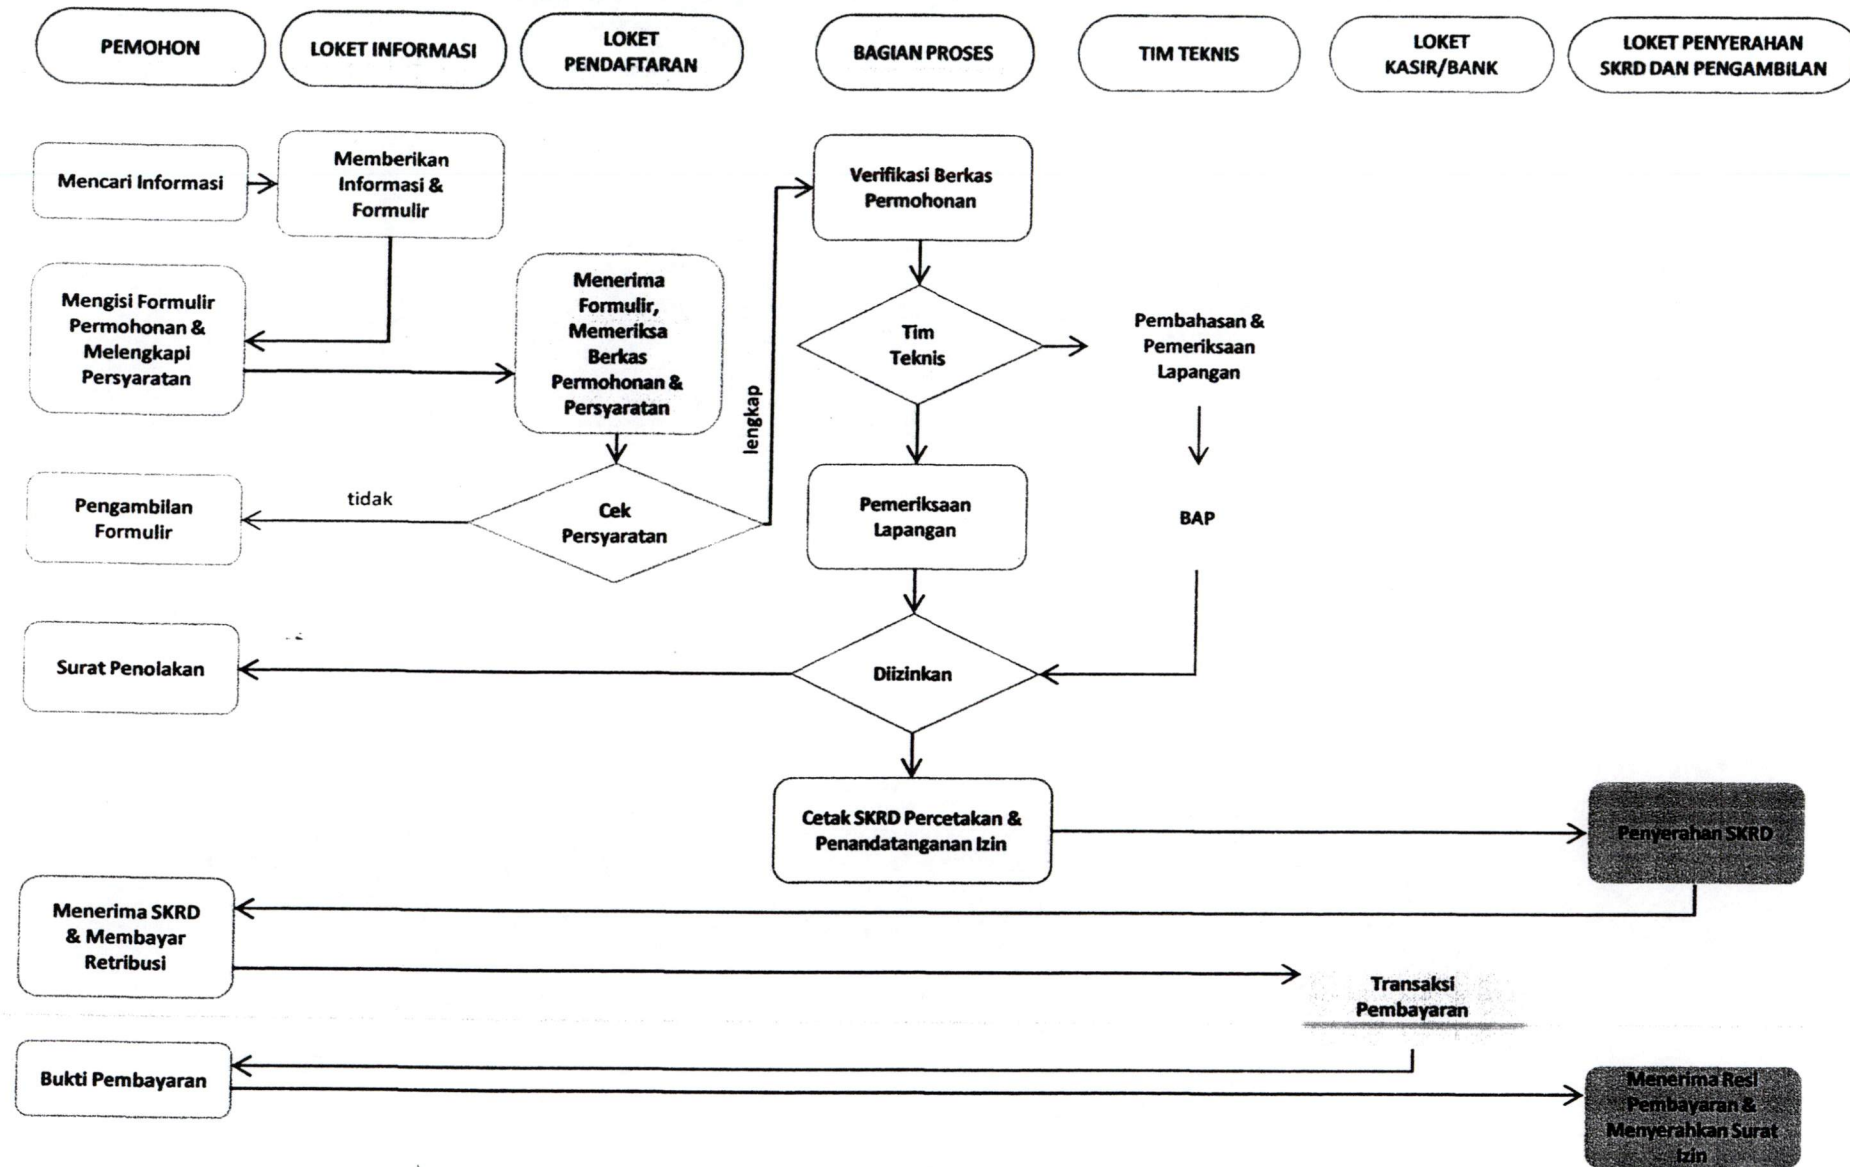 PEMOHON
LOKET INFORMASI
LOKET
PENDAFTARAN
BAGIAN PROSES
TIM TEKNIS
LOKET
KASIR/BANK
LOKET PENYERAHAN
SKRD DAN PENGAMBILAN
Mencari Informasi
Memberikan
Informasi &
Formulir
Verifikasi Berkas
Permohonan
Mengisi Formulir
Permohonan &
Melengkapi
Persyaratan
Menerima
Formulir,
Memeriksa
Berkas
Permohonan &
Persyaratan
lengkap
Tim
Teknis
Pembahasan &
Pemeriksaan
Lapangan
Pengambilan
Formulir
tidak
Cek
Persyaratan
Pemeriksaan
Lapangan
BAP
Surat Penolakan
Diizinkan
Cetak SKRD Percetakan &
Penandatanganan Izin
Penyerahan SKRD
Menerima SKRD
& Membayar
Retribusi
Transaksi
Pembayaran
Bukti Pembayaran
Menerima Resi
Pembayaran &
Menyerahkan Surat
Izin